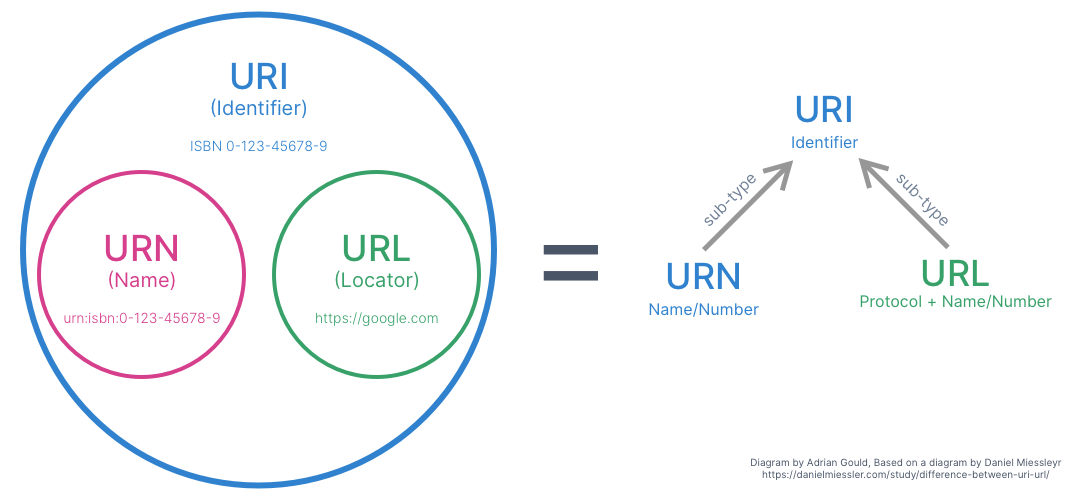 URI
(Identifier)
ISBN 0-123-45678-9
URN
(Name)
urn:isbn:0-123-45678-9
URL
(Locator)
https://google.com
=
URI
Identifier
sub-type
sub-type
URN
Name/Number
URL
Protocol + Name/Number
Diagram by Adrian Gould, Based on a diagram by Daniel Miessleyr
https://danielmiessler.com/study/difference-between-uri-url/